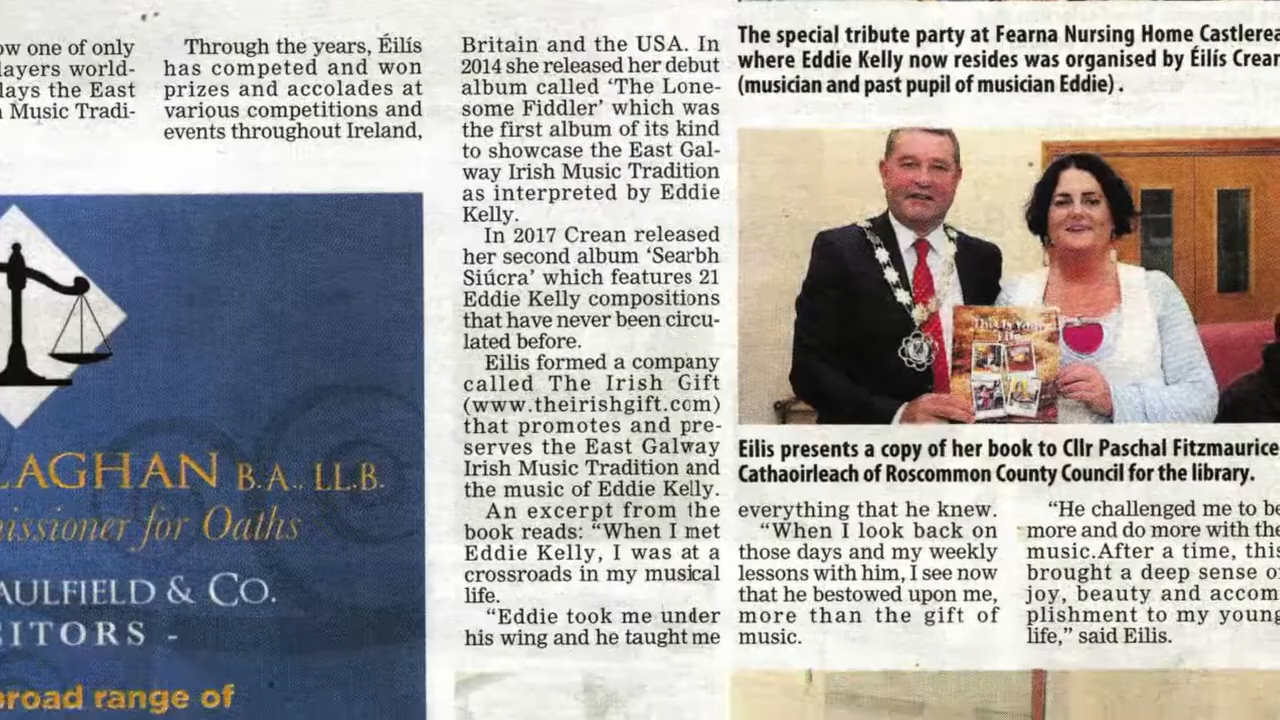 ow one of only
layers world-
lays the East
Music Tradi-
Through the years, Éilís
has competed and won
prizes and accolades at
various competitions and
events throughout Ireland,
Britain and the USA. In
2014 she released her debut
album called ‘The Lone-
some Fiddler’ which was
the first album of its kind
to showcase the East Gal-
way Irish Music Tradition
as interpreted by Eddie
Kelly.
In 2017 Crean released
her second album ‘Searbh
Siúcra’ which features 21
Eddie Kelly compositions
that have never been circu-
lated before.
Eilis formed a company
called The Irish Gift
(www.theirishgift.com)
that promotes and pre-
serves the East Galway
Irish Music Tradition and
the music of Eddie Kelly.
An excerpt from the
book reads: “When I met
Eddie Kelly, I was at a
crossroads in my musical
life.
“Eddie took me under
his wing and he taught me
The special tribute party at Fearna Nursing Home Castlerea
where Eddie Kelly now resides was organised by Éilís Crean
(musician and past pupil of musician Eddie) .
This Is Your
Life
Eilis presents a copy of her book to Cllr Paschal Fitzmaurice
Cathaoirleach of Roscommon County Council for the library.
everything that he knew.
“When I look back on
those days and my weekly
lessons with him, I see now
that he bestowed upon me,
more than the gift of
music.
“He challenged me to be
more and do more with the
music.After a time, this
brought a deep sense of
joy, beauty and accom
plishment to my young
life,” said Eilis.
LAGHAN B.A., LL.B.
missioner for Oaths
AULFIELD & CO.
CITORS -
broad range of